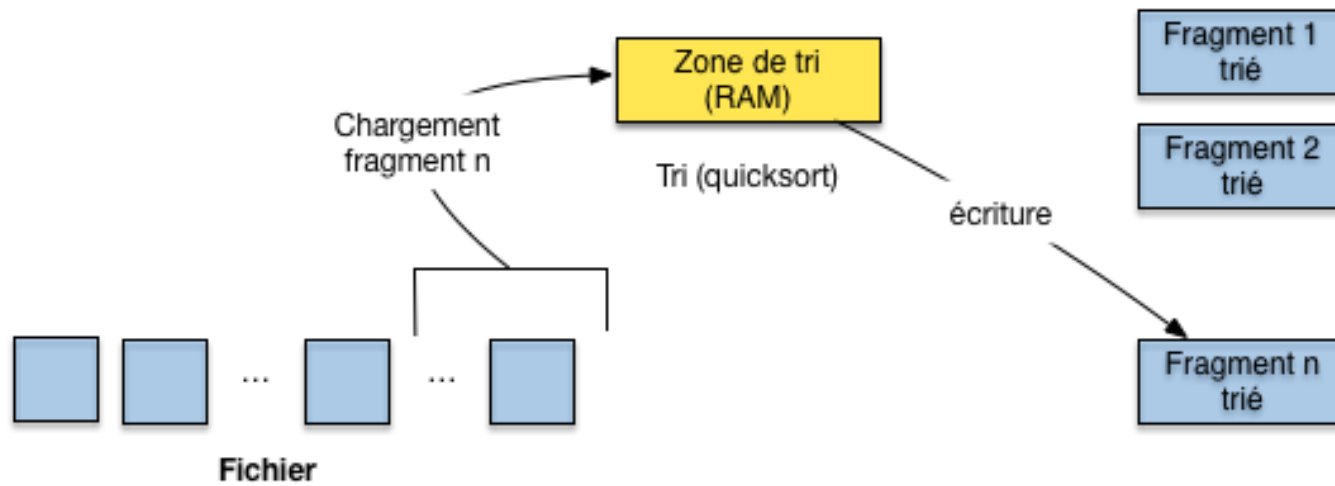 Zone de tri
(RAM)
Fragment 1
trié
Chargement
fragment n
Tri (quicksort)
Fragment 2
trié
écriture
...
...
Fragment n
trié
Fichier